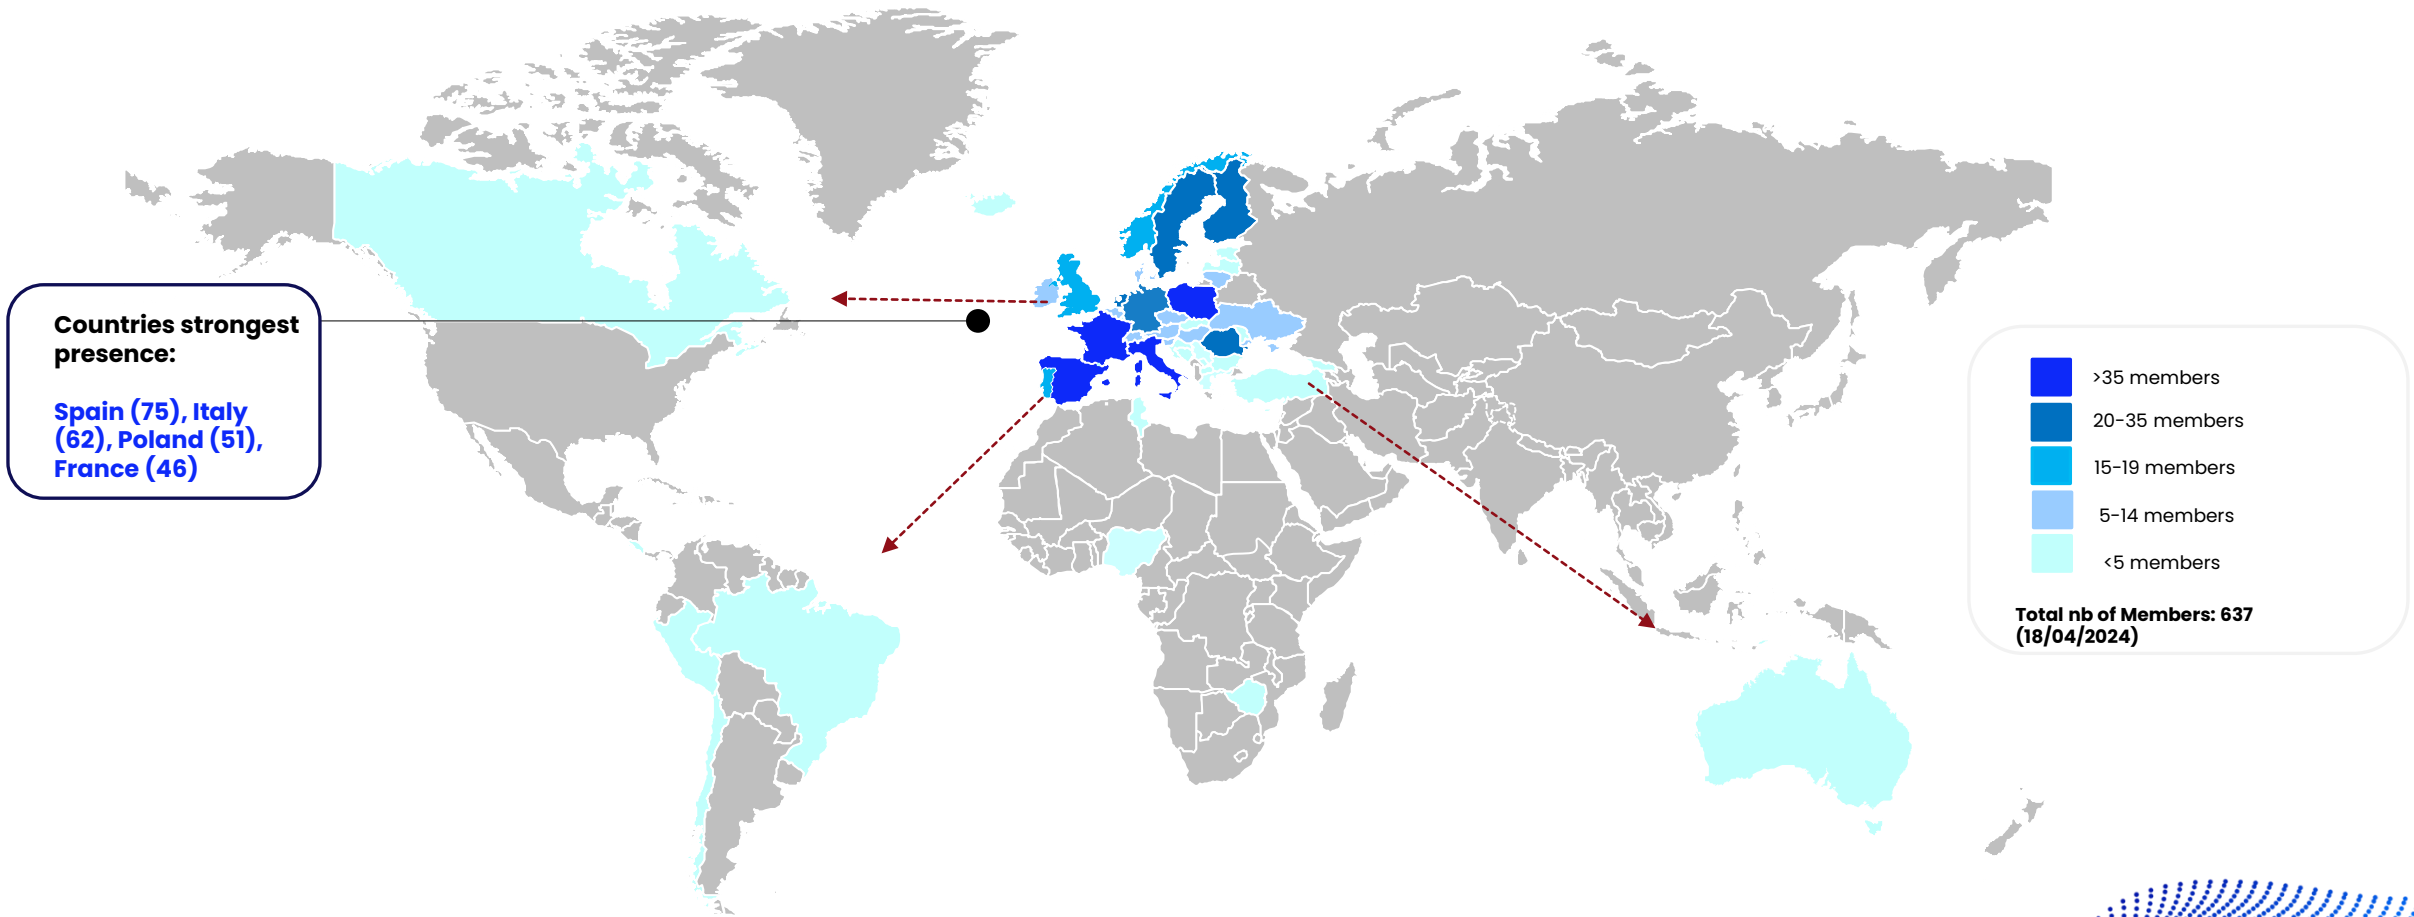 Countries strongest
presence:
Spain (75), Italy
(62), Poland (51),
France (46)
>35 members
20-35 members
15-19 members
5-14 members
<5 members
Total nb of Members: 637
(18/04/2024)